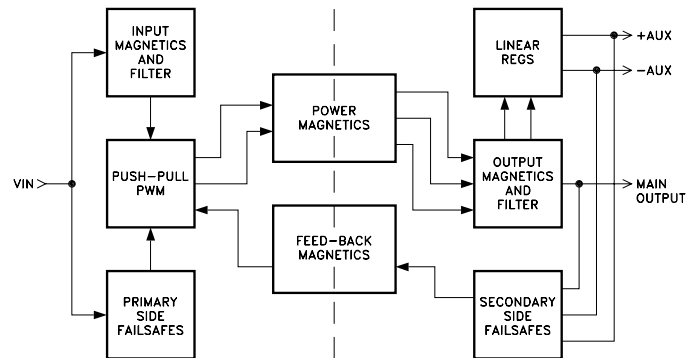 INPUT
MAGNETICS
AND
FILTER
LINEAR
REGS
+AUX
−AUX
POWER
MAGNETICS
VIN
PUSH−PULL
PWM
OUTPUT
MAGNETICS
AND
FILTER
MAIN
OUTPUT
FEED−BACK
MAGNETICS
PRIMARY
SIDE
FAILSAFES
SECONDARY
SIDE
FAILSAFES